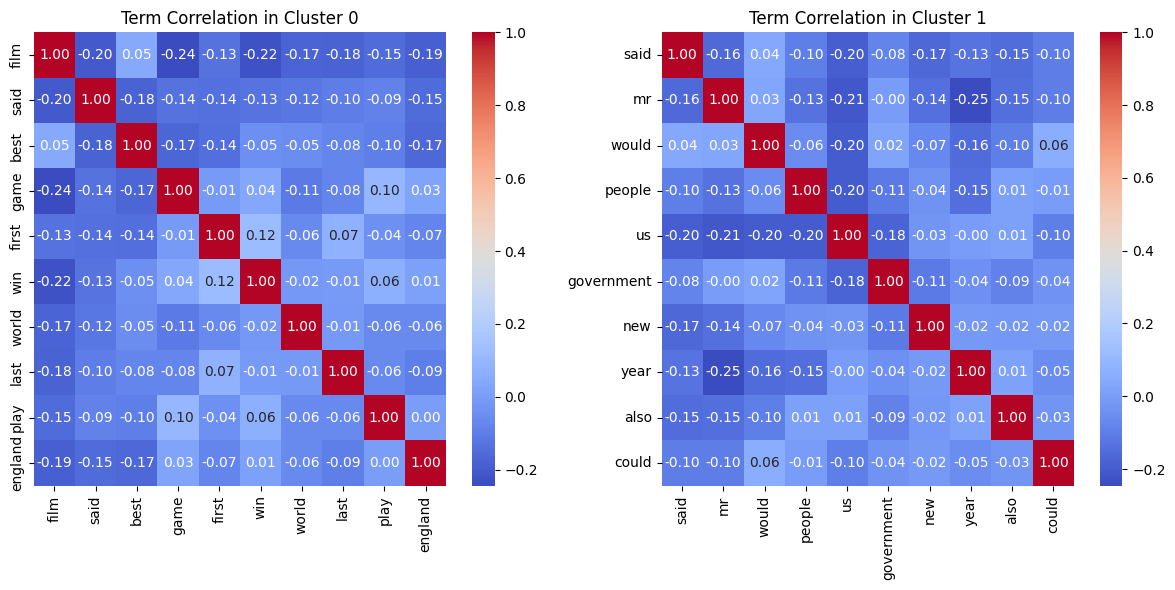 Term Correlation in Cluster 0
film 1.00 -0.20 0.05 -0.24 -0.13 -0.22 -0.17 -0.18 -0.15 -0.19
said -0.20 1.00 -0.18 -0.14 -0.14 -0.13 -0.12 -0.10 -0.09 -0.15
best 0.05 -0.18 1.00 -0.17 -0.14 -0.05 -0.05 -0.08 -0.10 -0.17
game -0.24 -0.14 -0.17 1.00 -0.01 0.04 -0.11 -0.08 0.10 0.03
first -0.13 -0.14 -0.14 -0.01 1.00 0.12 -0.06 0.07 -0.04 -0.07
win -0.22 -0.13 -0.05 0.04 0.12 1.00 -0.02 -0.01 0.06 0.01
world -0.17 -0.12 -0.05 -0.11 -0.06 -0.02 1.00 -0.01 -0.06 -0.06
last -0.18 -0.10 -0.08 -0.08 0.07 -0.01 -0.01 1.00 -0.06 -0.09
play -0.15 -0.09 -0.10 0.10 -0.04 0.06 -0.06 -0.06 1.00 0.00
england -0.19 -0.15 -0.17 0.03 -0.07 0.01 -0.06 -0.09 0.00 1.00
film said best game first win world last play england
1.0
0.8
0.6
0.4
0.2
0.0
−0.2
Term Correlation in Cluster 1
said 1.00 -0.16 0.04 -0.10 -0.20 -0.08 -0.17 -0.13 -0.15 -0.10
mr -0.16 1.00 0.03 -0.13 -0.21 -0.00 -0.14 -0.25 -0.15 -0.10
would 0.04 0.03 1.00 -0.06 -0.20 0.02 -0.07 -0.16 -0.10 0.06
people -0.10 -0.13 -0.06 1.00 -0.20 -0.11 -0.04 -0.15 0.01 -0.01
us -0.20 -0.21 -0.20 -0.20 1.00 -0.18 -0.03 -0.00 0.01 -0.10
government -0.08 -0.00 0.02 -0.11 -0.18 1.00 -0.11 -0.04 -0.09 -0.04
new -0.17 -0.14 -0.07 -0.04 -0.03 -0.11 1.00 -0.02 -0.02 -0.02
year -0.13 -0.25 -0.16 -0.15 -0.00 -0.04 -0.02 1.00 0.01 -0.05
also -0.15 -0.15 -0.10 0.01 0.01 -0.09 -0.02 0.01 1.00 -0.03
could -0.10 -0.10 0.06 -0.01 -0.10 -0.04 -0.02 -0.05 -0.03 1.00
said mr would people us government new year also could
1.0
0.8
0.6
0.4
0.2
0.0
−0.2